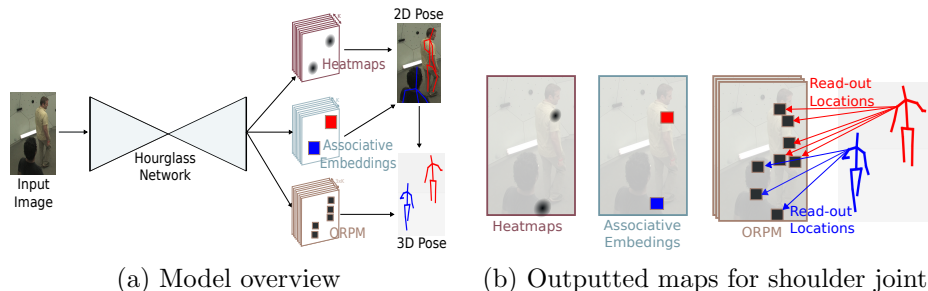 2D Pose
Heatmaps
Associative
Embeddings
Hourglass
Network
Input
Image
ORPM
3D Pose
(a) Model overview
Read-out
Locations
Read-out
Locations
Heatmaps
Associative
Embeddings
ORPM
(b) Outputted maps for shoulder joint